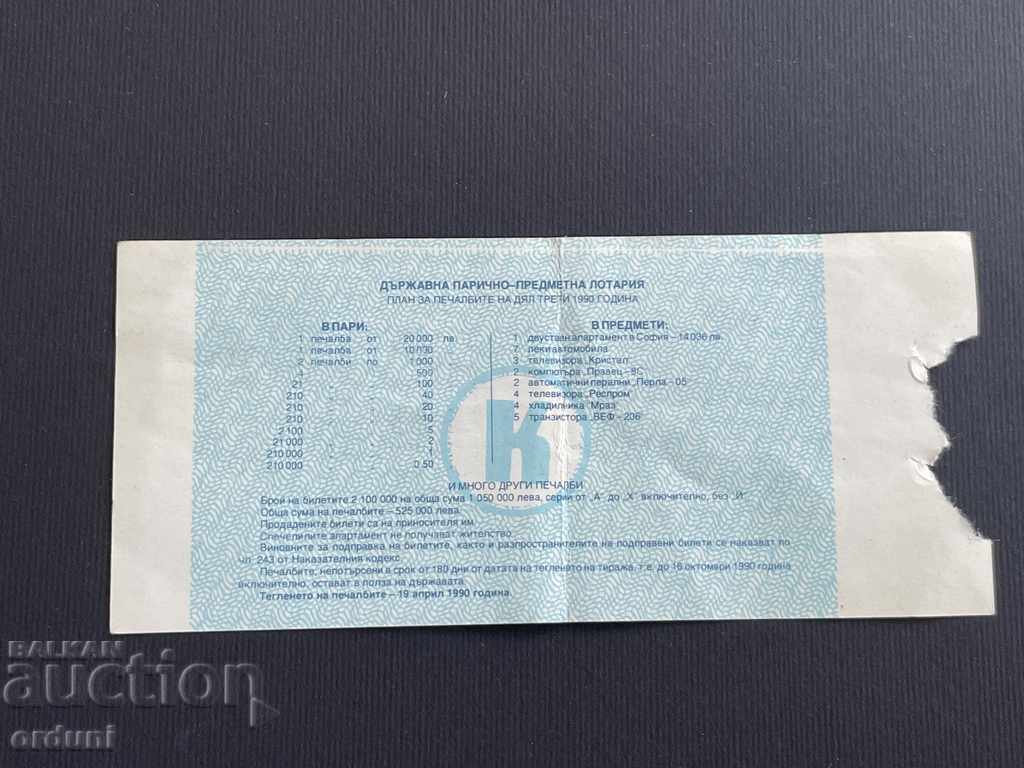 ДЪРЖАВНА ПАРИЧНО–ПРЕДМЕТНА ЛОТАРИЯ
ПЛАН ЗА ПЕЧАЛБИТЕ НА ДЯЛ ТРЕТИ 1990 ГОДИНА
В ПАРИ:
1 печалба от 20 000 лв.
1 печалба от 10 000 „
2 печалби по 1 000 „
500
21 100
210 40
210 20
210 10
2 100 5
21 000 2
210 000 1
210 000 0.50
В ПРЕДМЕТИ:
1 двустаен апартамент в София – 14 036 лв.
7 леки автомобила
3 телевизора „Кристал“
2 компютъра „Правец – 8С“
2 автоматични перални „Перла – 05“
4 телевизора „Респром“
4 хладилника „Мраз“
5 транзистора „ВЕФ – 206“
К
И МНОГО ДРУГИ ПЕЧАЛБИ
Брой на билетите 2 100 000 на обща сума 1 050 000 лева, серии от „А“ до „Х“ включително, без „Й“.
Обща сума на печалбите – 525 000 лева.
Продадените билети са на приносителя им.
Спечелилите апартамент не получават жителство.
Виновните за подправка на билетите, както и разпространителите на подправени билети се наказват по
чл. 243 от Наказателния кодекс.
Печалбите, непотърсени в срок от 180 дни от датата на тегленето на тиража, т.е. до 16 октомври 1990 година
включително, остават в полза на държавата.
Тегленето на печалбите – 19 април 1990 година.
BALKAN
auction
orduni